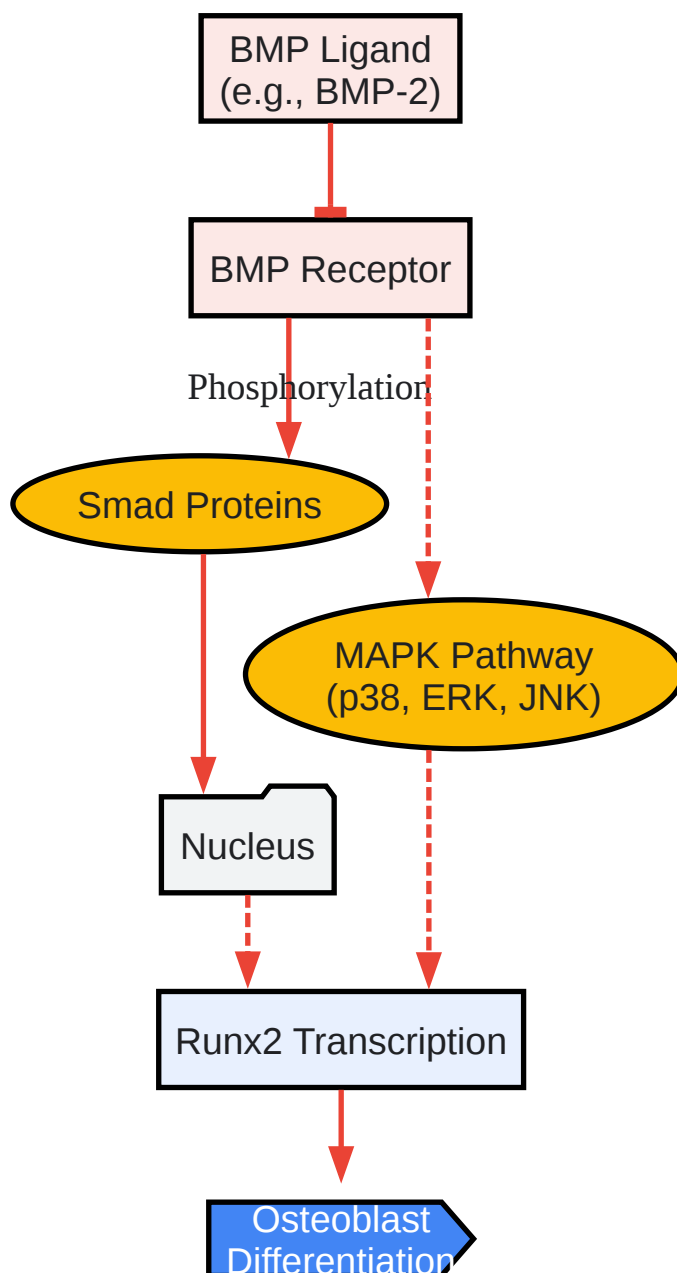 BMP Ligand
(e.g., BMP-2)
BMP Receptor
Phosphorylation
Smad Proteins
MAPK Pathway
(p38, ERK, JNK)
Nucleus
Runx2 Transcription
Osteoblast
Differentiation